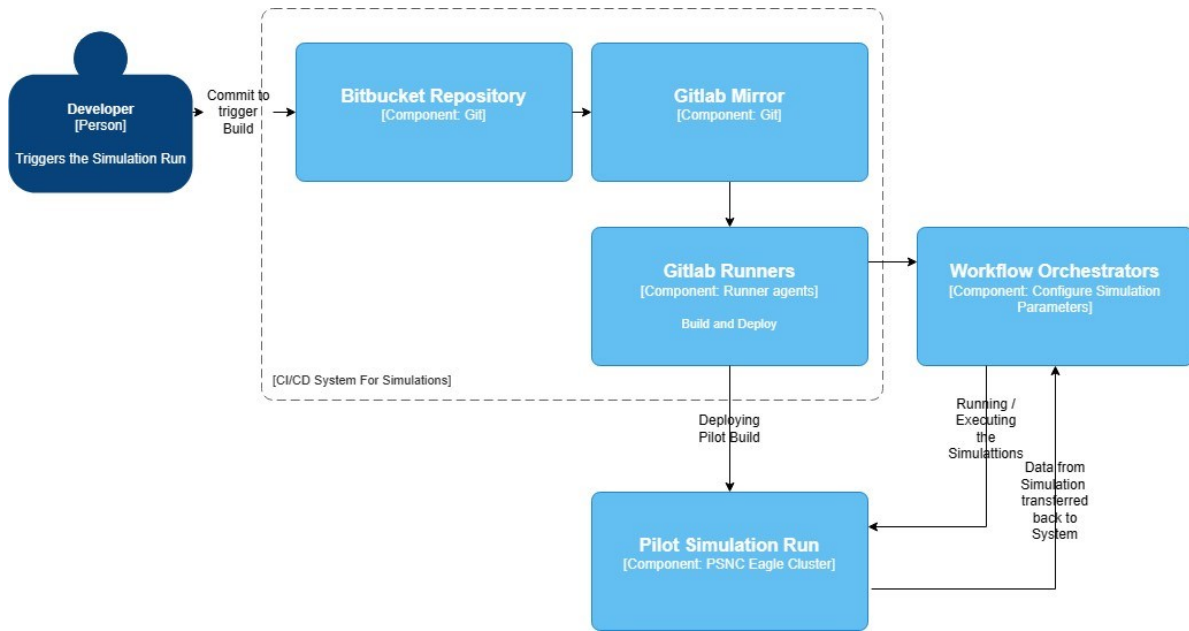 Developer
[Person]
Triggers the Simulation Run
Commit to
trigger
Build
Bitbucket Repository
[Component: Git]
Gitlab Mirror
[Component: Git]
Gitlab Runners
[Component: Runner agents]
Build and Deploy
Workflow Orchestrators
[Component: Configure Simulation
Parameters]
[CI/CD System For Simulations]
Deploying
Pilot Build
Running /
Executing
the
Simulattions
Data from
Simulation
transferred
back to
System
Pilot Simulation Run
[Component: PSNC Eagle Cluster]